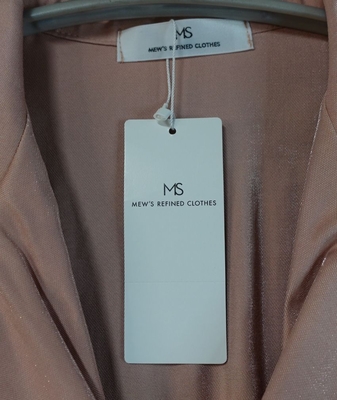 MS
MEW'S REFINED CLOTHES
MS
MEW'S REFINED CLOTHES